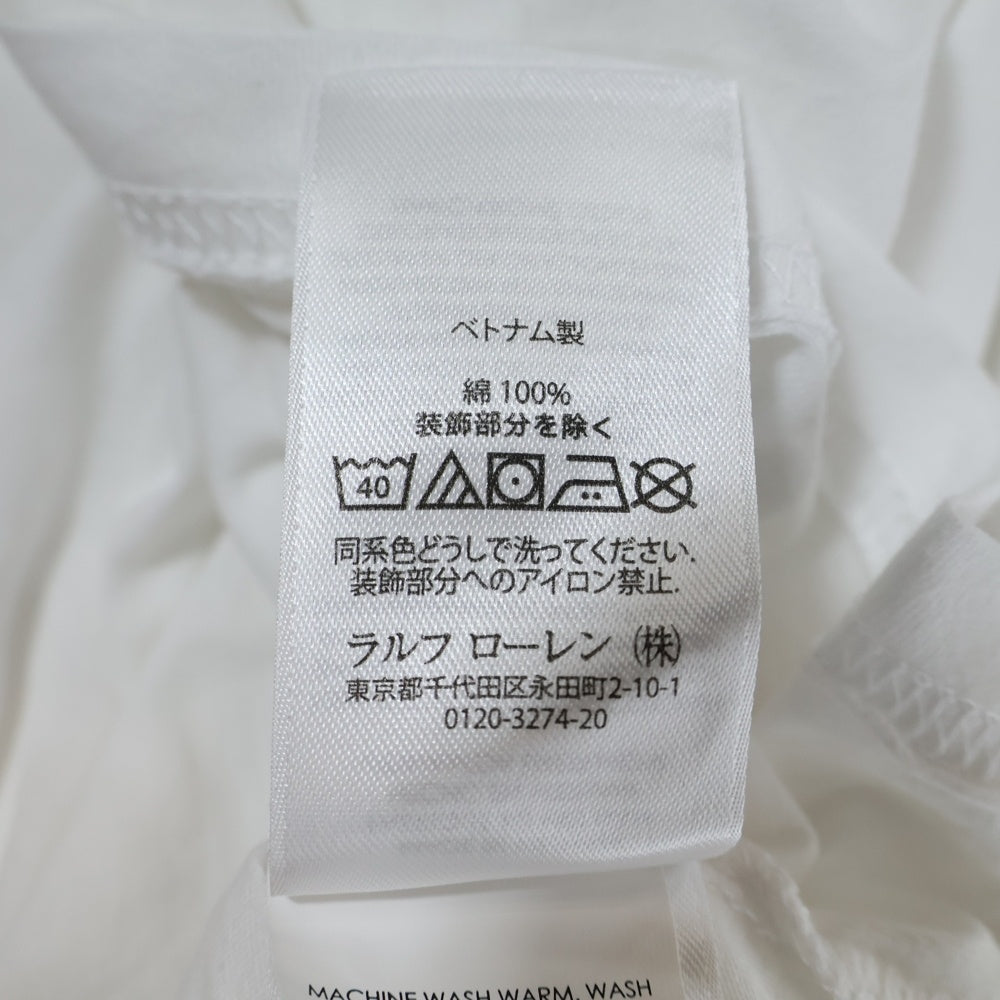 ベトナム製
綿 100%
装飾部分を除く
40
同系色どうしで洗ってください.
装飾部分へのアイロン禁止.
ラルフ ローレン ㈱
東京都千代田区永田町2-10-1
0120-3274-20
MACHINE WASH WARM, WASH